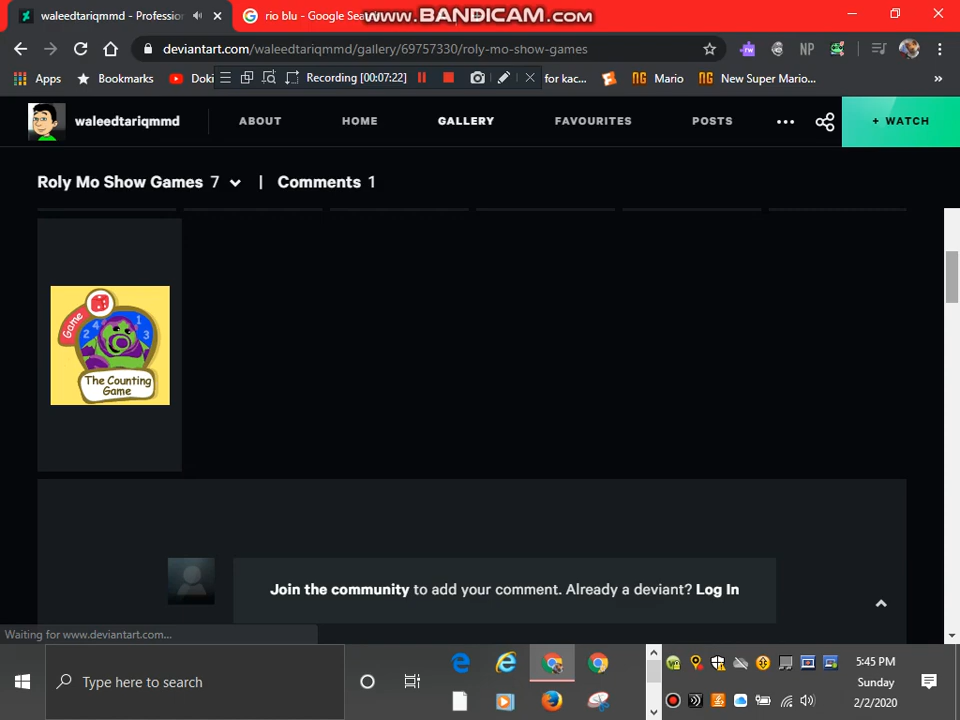 waleedtariqmmd - Professio
rio blu - Google Sea
www.BANDICAM.com
deviantart.com/waleedtariqmmd/gallery/69757330/roly-mo-show-games
NP
Apps
Bookmarks
Doki
Recording [00:07:22]
for kac...
Mario
New Super Mario...
»
waleedtariqmmd
ABOUT
HOME
GALLERY
FAVOURITES
POSTS
+ WATCH
Roly Mo Show Games 7 | Comments 1
Game
2 4 1 3
The Counting
Game
Join the community to add your comment. Already a deviant? Log In
Waiting for www.deviantart.com...
Type here to search
5:45 PM
Sunday
2/2/2020